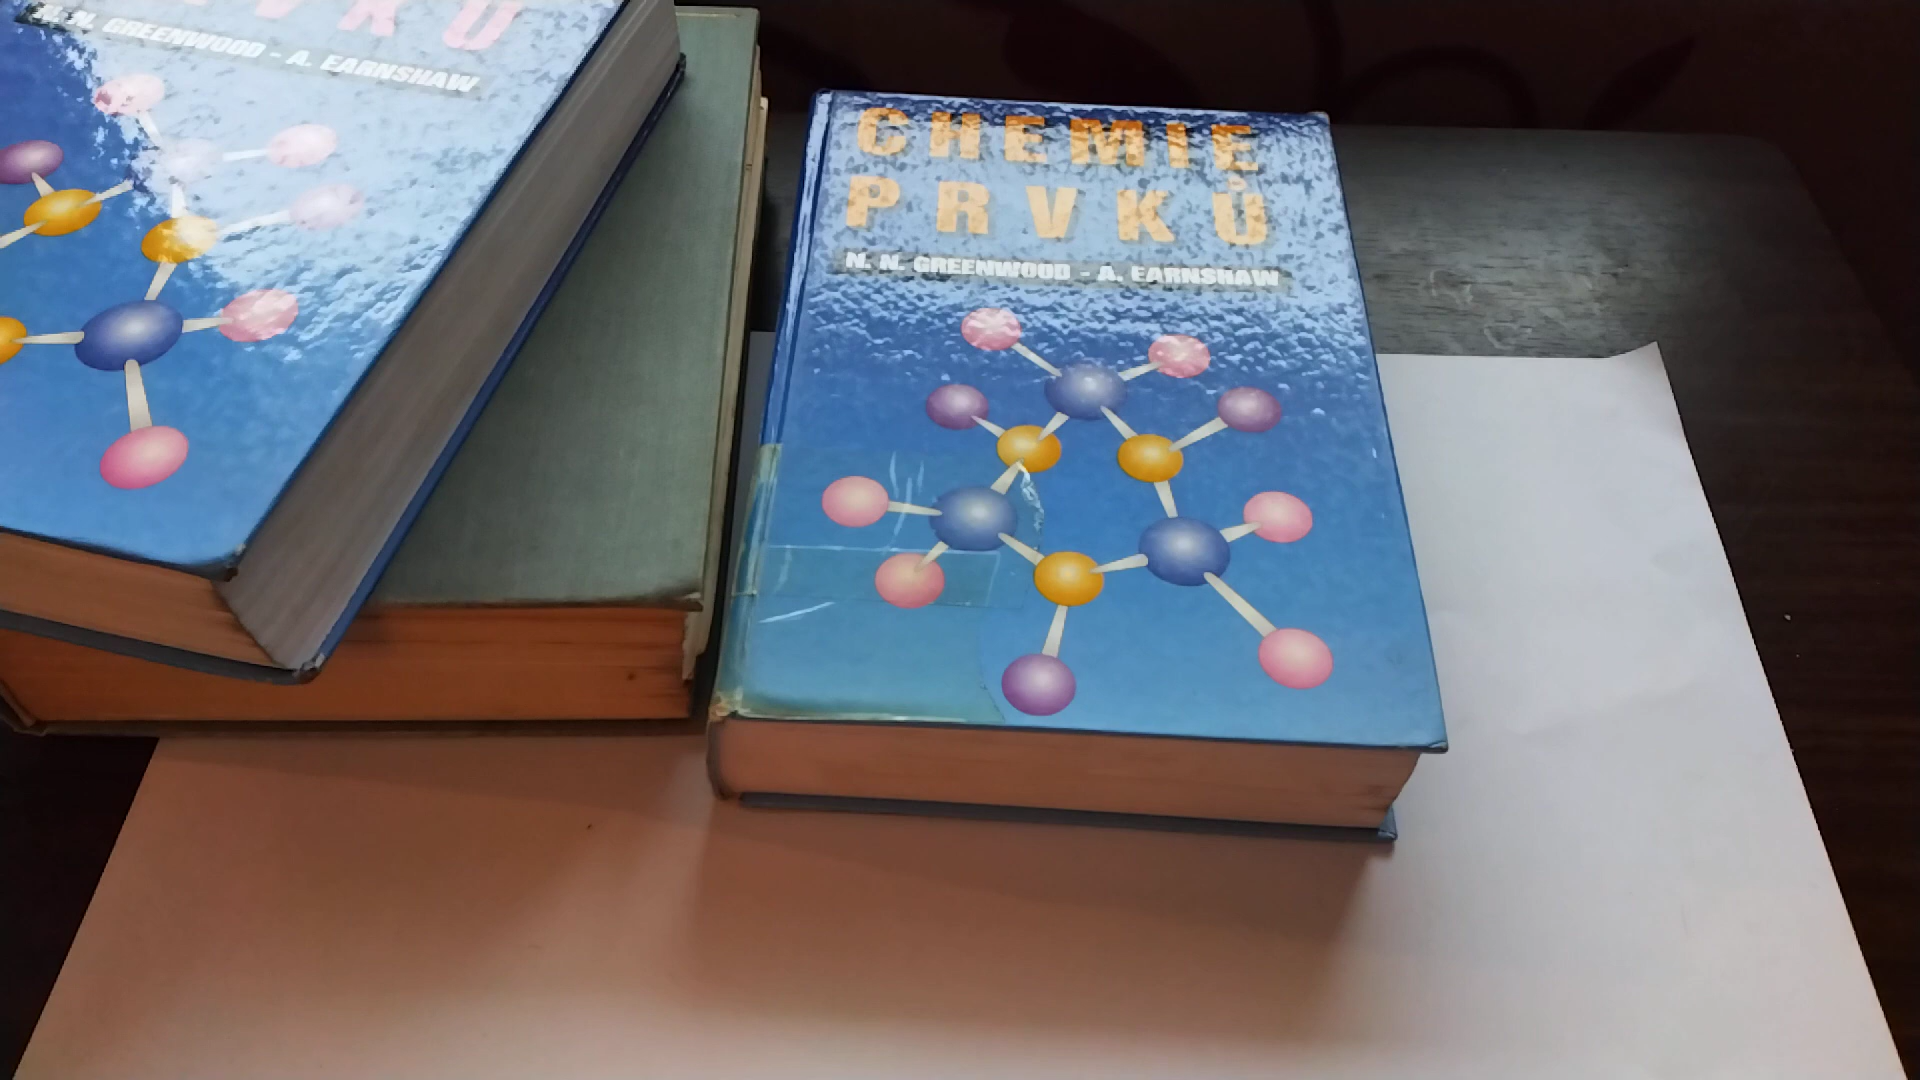 N. N. GREENWOOD - A. EARNSHAW
CHEMIE
PRVKŮ
N. N. GREENWOOD - A. EARNSHAW